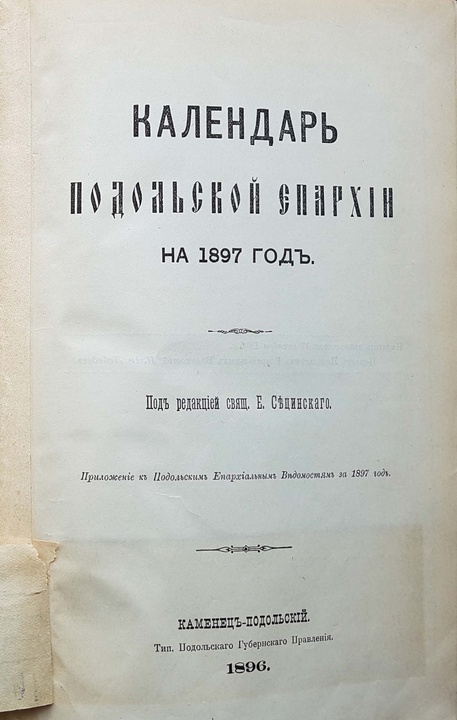 КАЛЕНДАРЬ
ПОДОЛЬСКОЙ ЕПАРХІИ
НА 1897 ГОДЪ.
Подъ редакціей свящ. Е. Сѣцинскаго.
Приложеніе къ Подольскимъ Епархіальнымъ Вѣдомостямъ за 1897 годъ.
КАМЕНЕЦЪ-ПОДОЛЬСКІЙ.
Тип. Подольскаго Губернскаго Правленія.
1896.